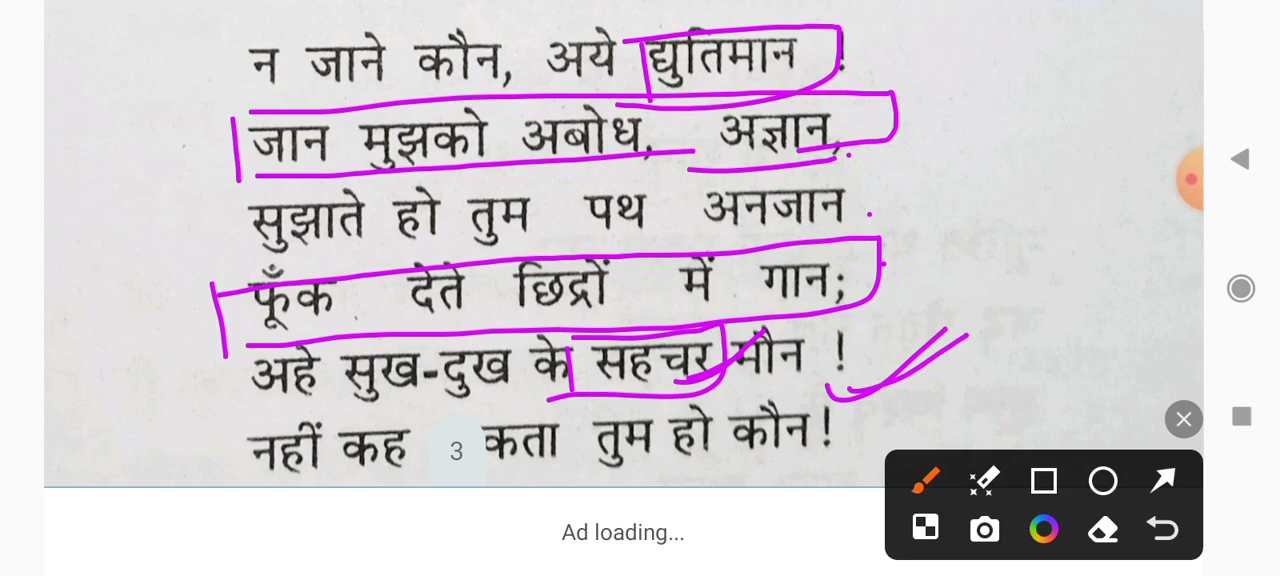 न जाने कौन, अये द्युतिमान !
जान मुझको अबोध, अज्ञान,
सुझाते हो तुम पथ अनजान
फूँक देते छिद्रों में गान;
अहे सुख-दुख के सहचर मौन !
नहीं कह कता तुम हो कौन!
3
Ad loading...